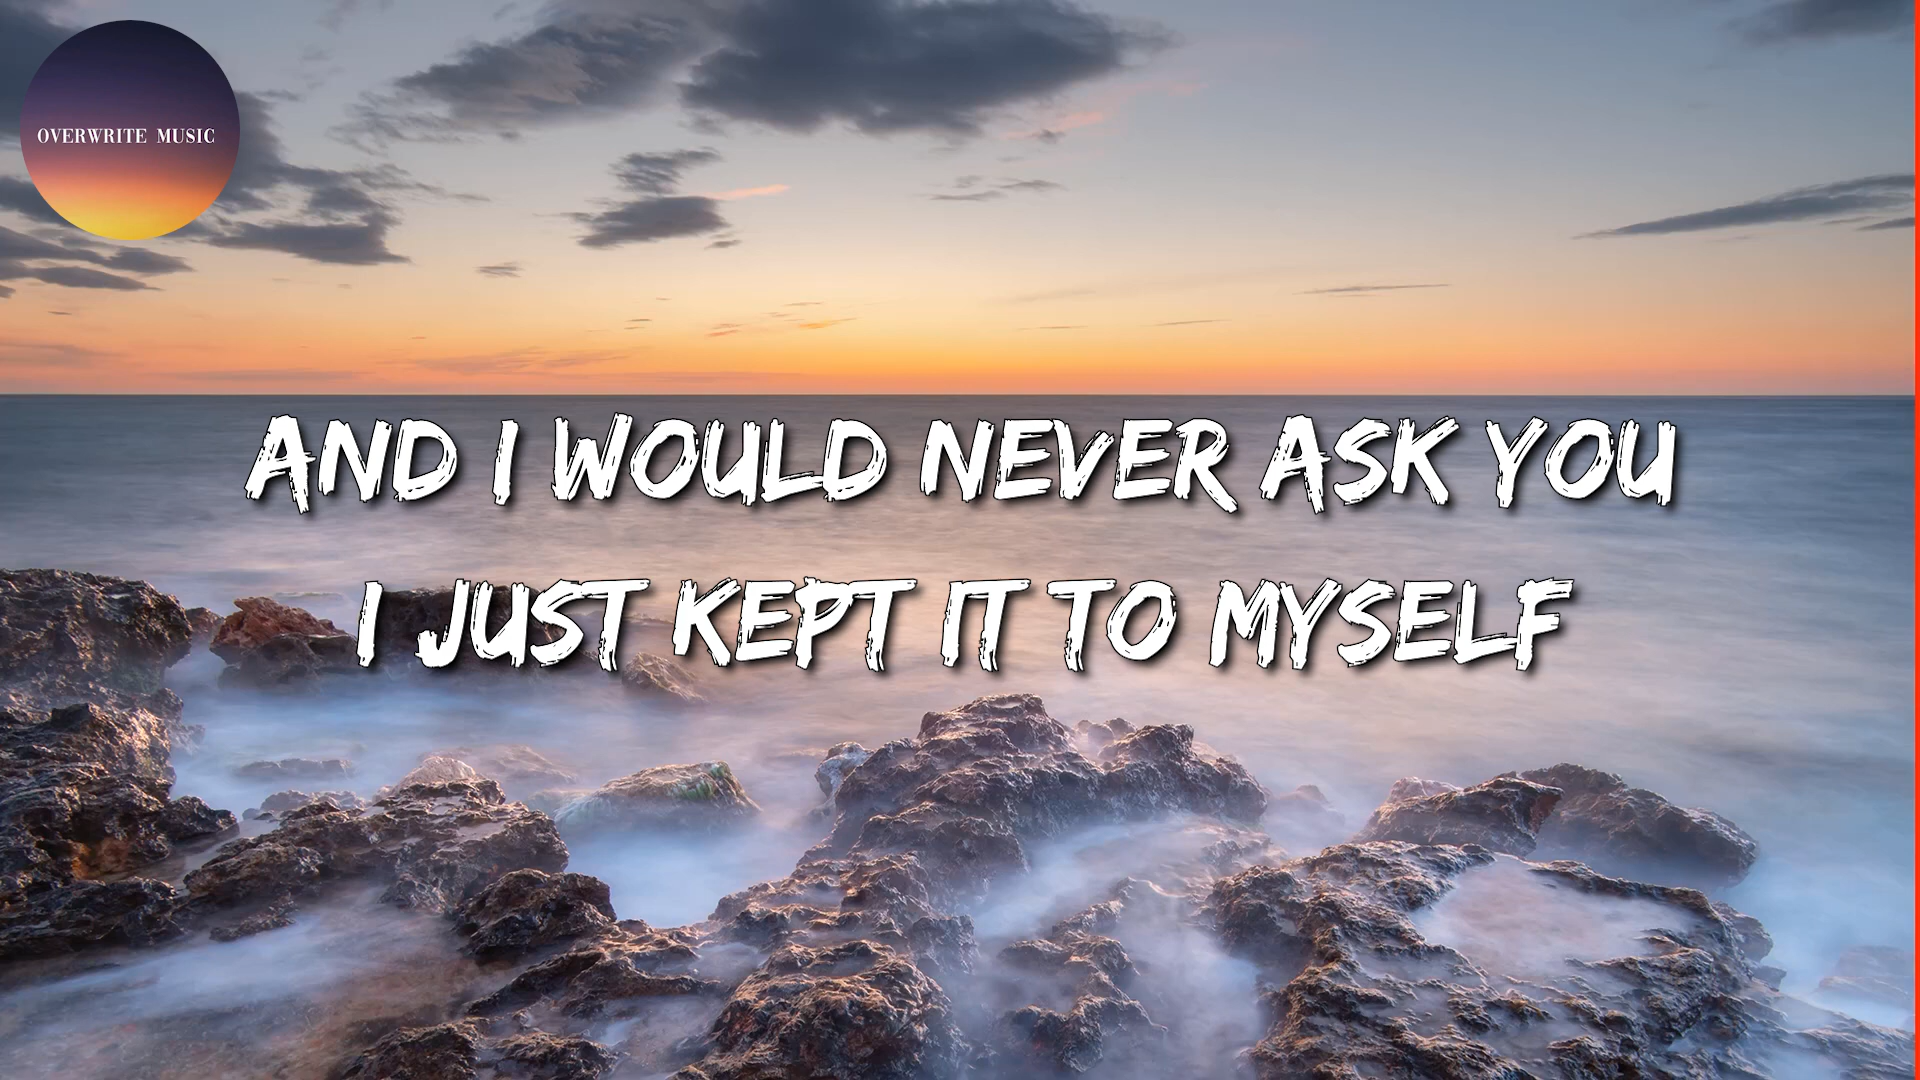 OVERWRITE MUSIC
AND I WOULD NEVER ASK YOU
I JUST KEPT IT TO MYSELF